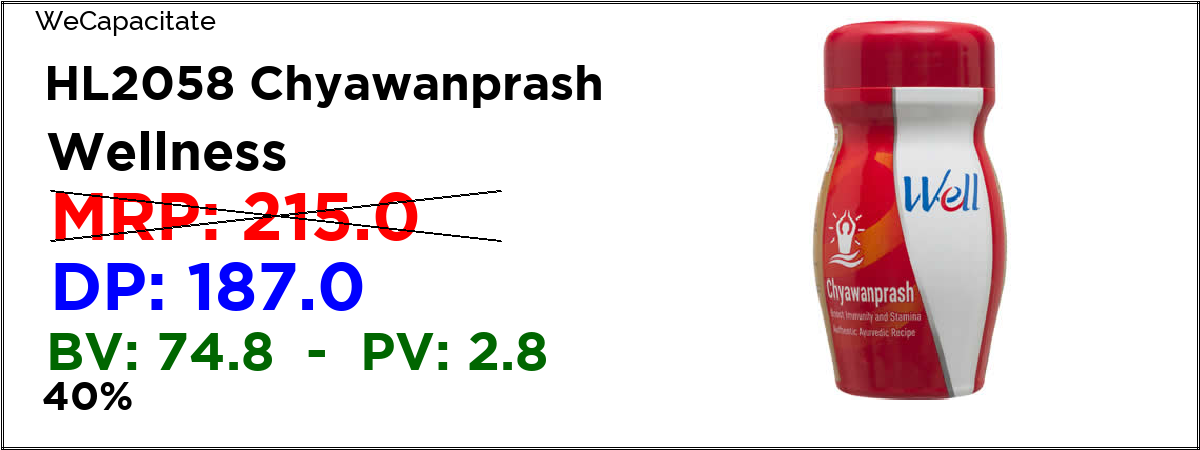 WeCapacitate
HL2058 Chyawanprash
Wellness
MRP: 215.0
DP: 187.0
BV: 74.8 - PV: 2.8
40%
Well
Chyawanprash
Immunity and Stamina
Authentic Ayurvedic Recipe